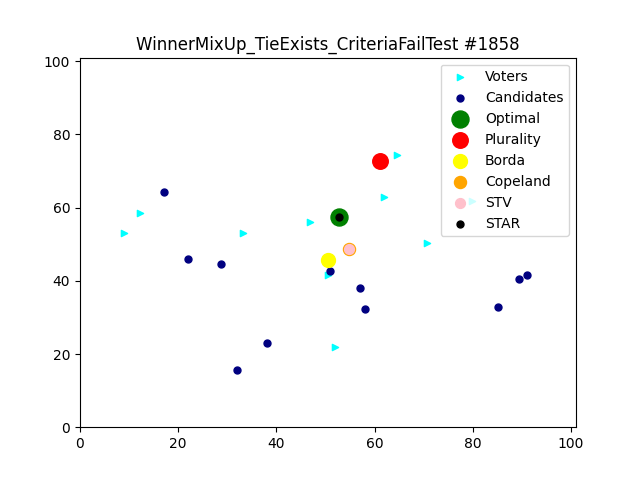 WinnerMixUp_TieExists_CriteriaFailTest #1858
100
80
60
40
20
0
0 20 40 60 80 100
Voters
Candidates
Optimal
Plurality
Borda
Copeland
STV
STAR